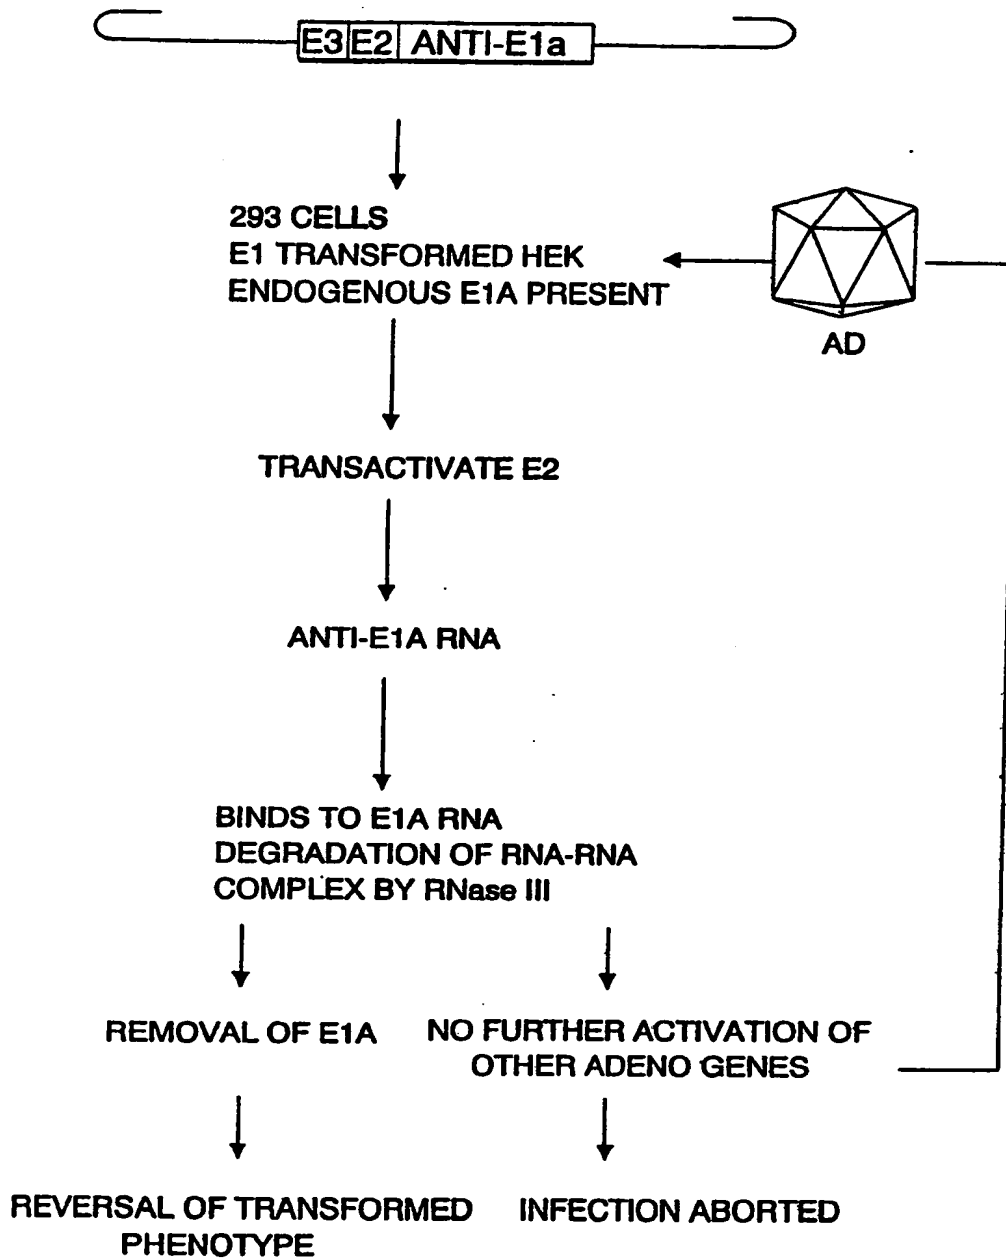 E3 E2 ANTI-E1a
293 CELLS
E1 TRANSFORMED HEK
ENDOGENOUS E1A PRESENT
AD
TRANSACTIVATE E2
ANTI-E1A RNA
BINDS TO E1A RNA
DEGRADATION OF RNA-RNA
COMPLEX BY RNase III
REMOVAL OF E1A
NO FURTHER ACTIVATION OF
OTHER ADENO GENES
REVERSAL OF TRANSFORMED
PHENOTYPE
INFECTION ABORTED